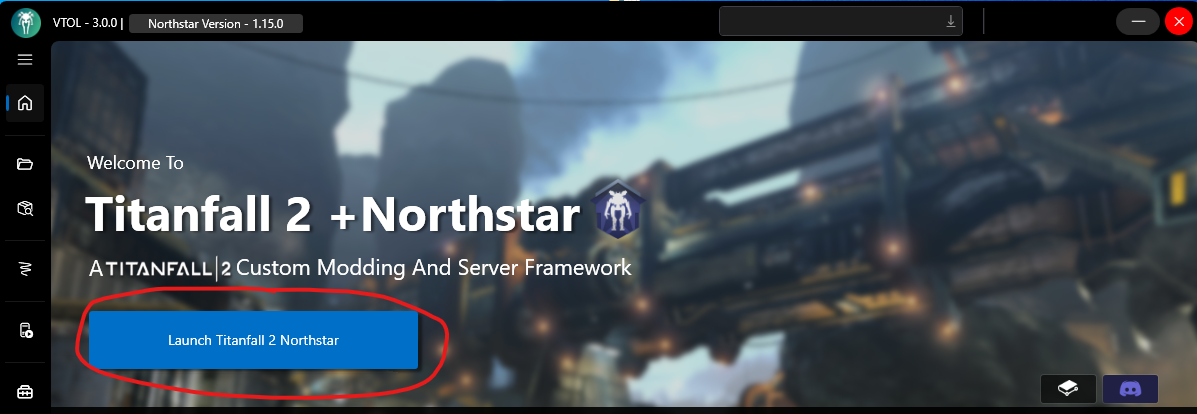 VTOL - 3.0.0 | Northstar Version - 1.15.0
Welcome To
Titanfall 2 +Northstar
A TITANFALL|2 Custom Modding And Server Framework
Launch Titanfall 2 Northstar